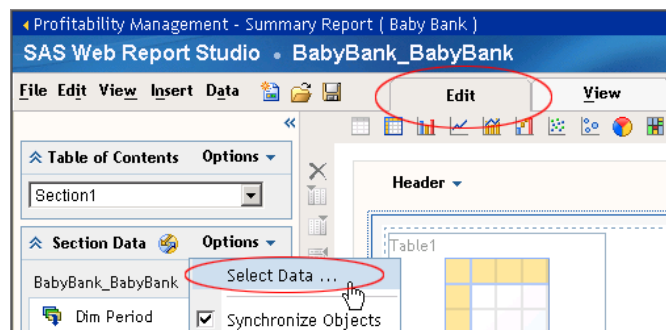 Profitability Management - Summary Report ( Baby Bank )
SAS Web Report Studio • BabyBank_BabyBank
File Edit View Insert Data
Edit View
Table of Contents Options
Section1
Header
Section Data Options
Table1
BabyBank_BabyBank
Select Data ...
Dim Period
Synchronize Objects